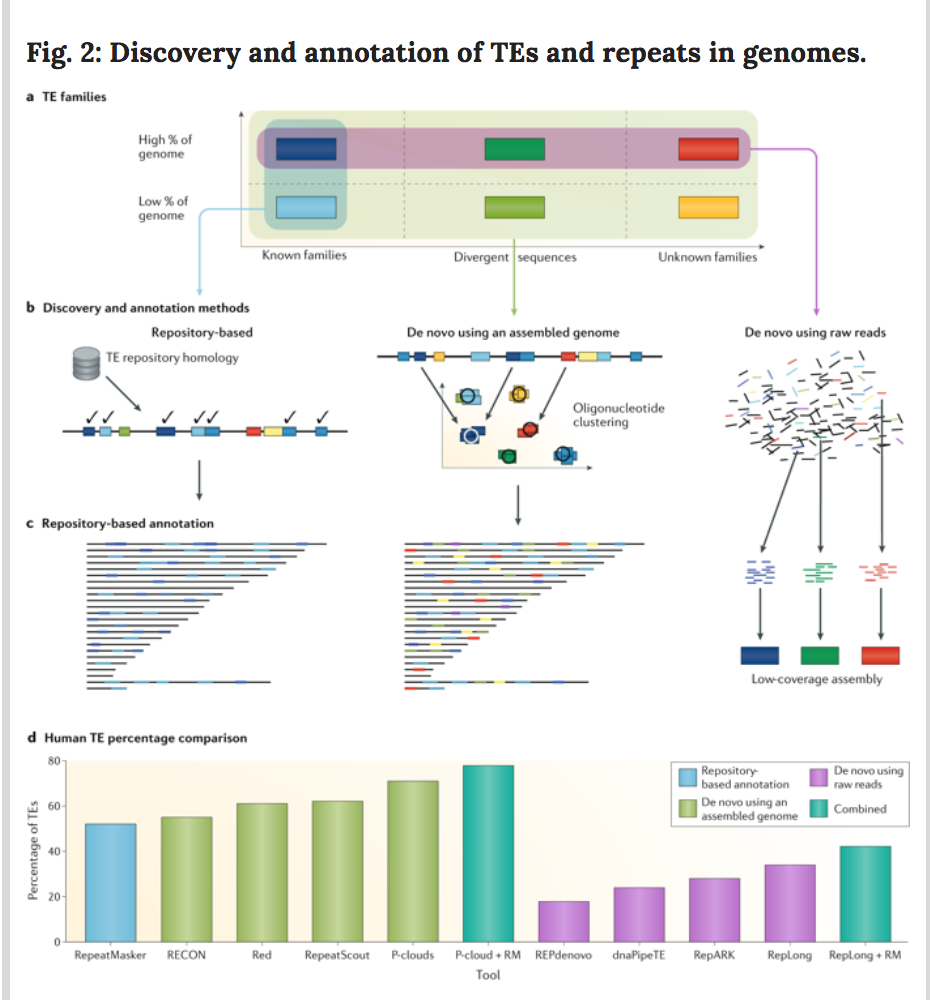 Fig. 2: Discovery and annotation of TEs and repeats in genomes.
a TE families
High % of
genome
Low % of
genome
Known families
Divergent sequences
Unknown families
b Discovery and annotation methods
Repository-based
TE repository homology
De novo using an assembled genome
Oligonucleotide
clustering
De novo using raw reads
c Repository-based annotation
Low-coverage assembly
d Human TE percentage comparison
Percentage of TEs
80
60
40
20
0
Repository-
based annotation
De novo using an
assembled genome
De novo using
raw reads
Combined
RepeatMasker
RECON
Red
RepeatScout
P-clouds
P-cloud + RM
REPdenovo
dnaPipeTE
RepARK
RepLong
RepLong + RM
Tool